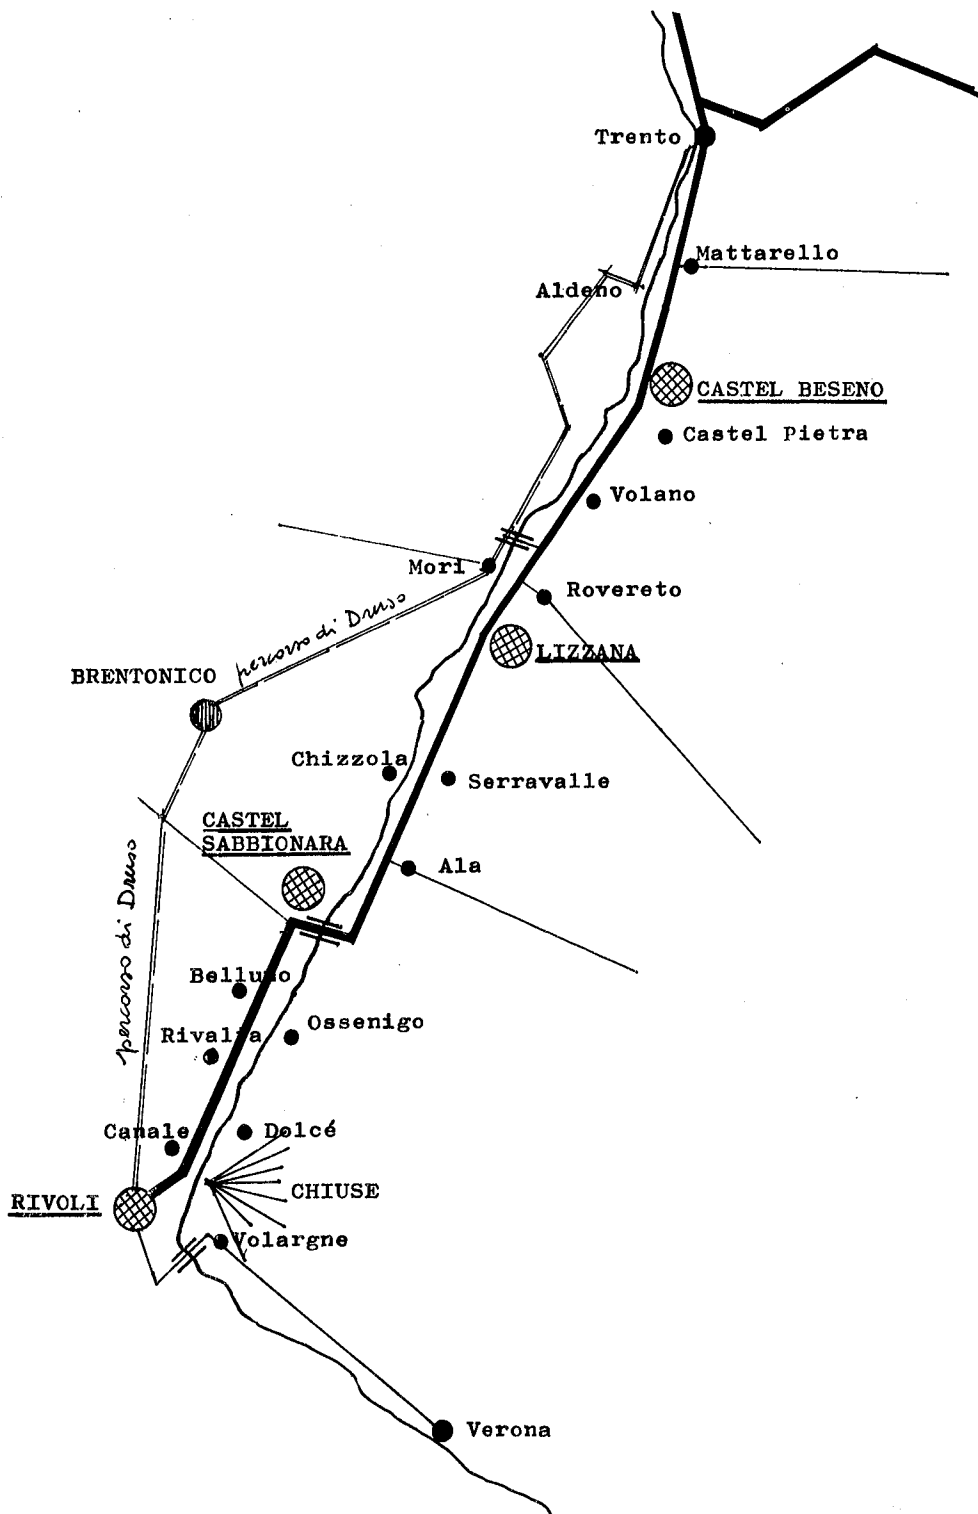 Trento
Mattarello
Aldeno
CASTEL BESENO
Castel Pietra
Volano
Mori
Rovereto
percorso di Druso
LIZZANA
BRENTONICO
Chizzola
Serravalle
CASTEL
SABBIONARA
Ala
percorso di Druso
Belluno
Ossenigo
Rivalta
Canale
Dolcé
CHIUSE
RIVOLI
Volargne
Verona